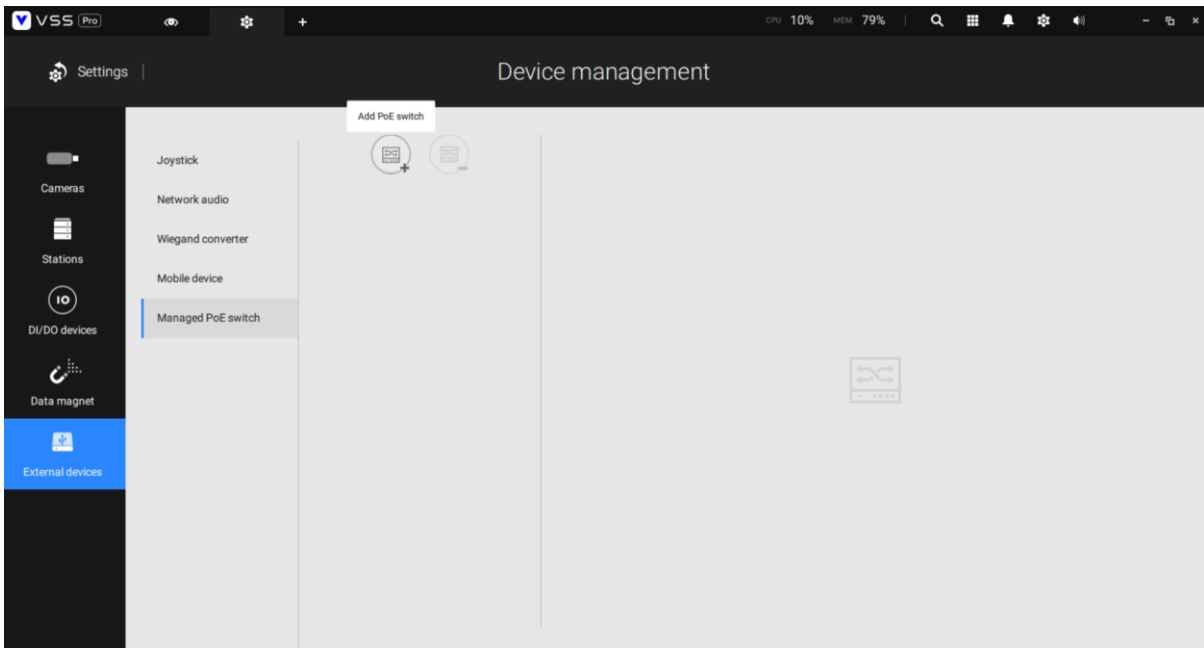 VSS Pro
CPU 10% MEM 79%
Settings
Device management
Add PoE switch
Cameras
Stations
IO
DI/DO devices
Data magnet
External devices
Joystick
Network audio
Wiegand converter
Mobile device
Managed PoE switch